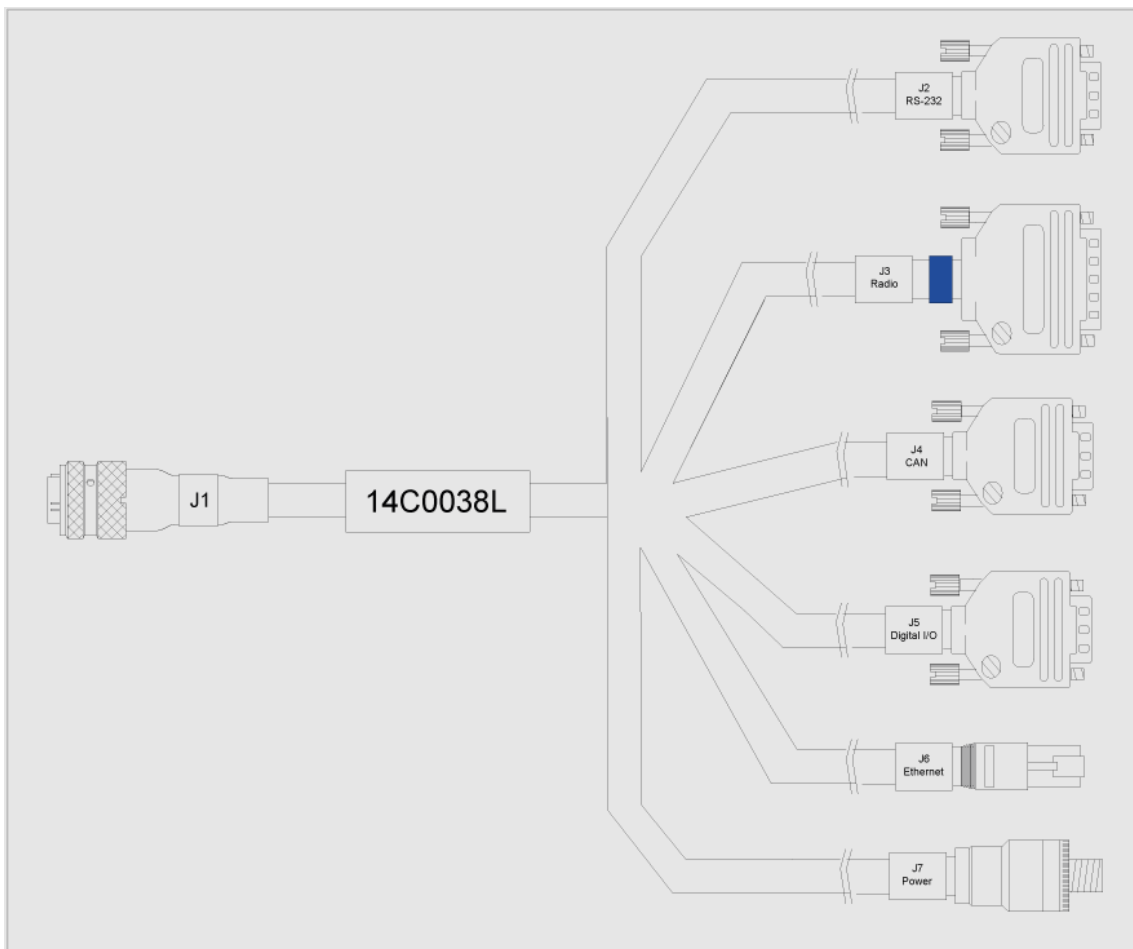 J2
RS-232
J3
Radio
J4
CAN
J1
14C0038L
J5
Digital I/O
J6
Ethernet
J7
Power